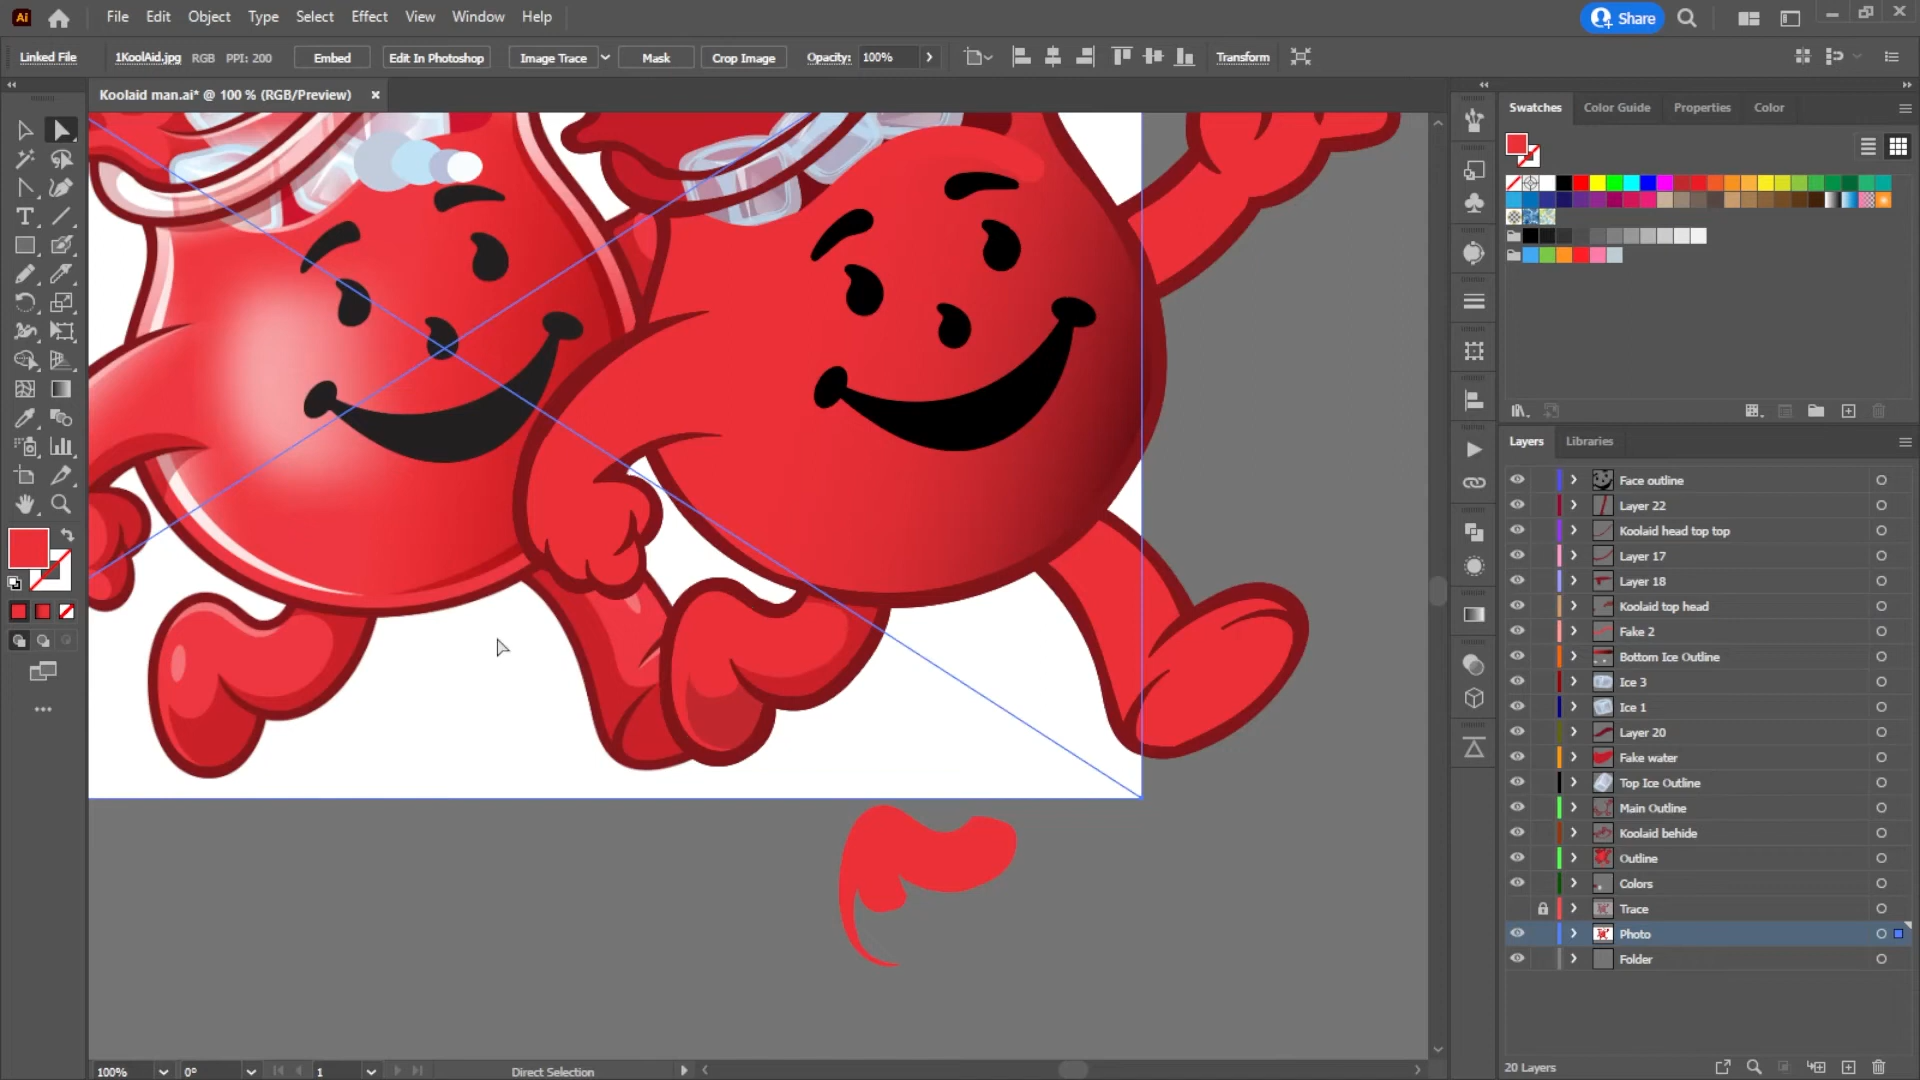 Ai File Edit Object Type Select Effect View Window Help Share
Linked File 1KoolAid.jpg RGB PPI: 200 Embed Edit In Photoshop Image Trace Mask Crop Image Opacity: 100% Transform
Koolaid man.ai* @ 100 % (RGB/Preview)
Swatches Color Guide Properties Color
Layers Libraries
Face outline
Layer 22
Koolaid head top top
Layer 17
Layer 18
Koolaid top head
Fake 2
Bottom Ice Outline
Ice 3
Ice 1
Layer 20
Fake water
Top Ice Outline
Main Outline
Koolaid behide
Outline
Colors
Trace
Photo
Folder
100% 0° 1 Direct Selection
20 Layers